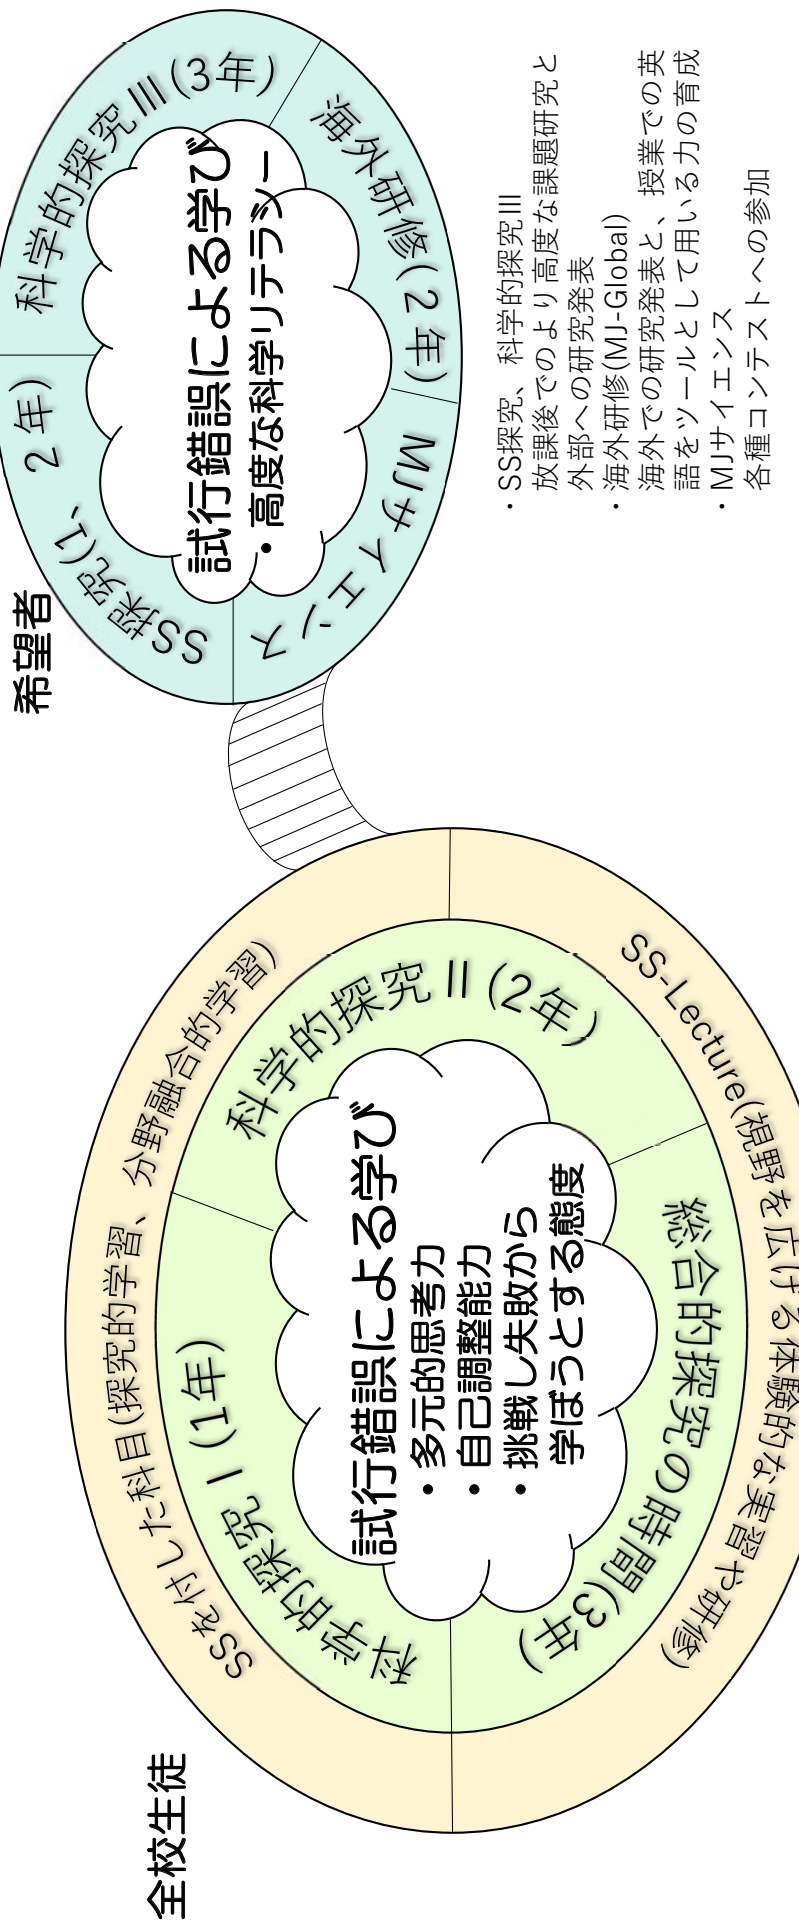 全校生徒
SSを付した科目(探究的学習、分野融合的学習)
科学的探究Ⅰ(1年)
科学的探究Ⅱ(2年)
試行錯誤による学び
・多元的思考力
・自己調整能力
・挑戦し失敗から
学ぼうとする態度
総合的探究の時間(3年)
SS-Lecture(視野を広げる体験的な実習や研修)
希望者
SS探究(1、2年)
科学的探究Ⅲ(3年)
試行錯誤による学び
・高度な科学リテラシー
MJサイエンス
海外研修(2年)
・SS探究、科学的探究Ⅲ
放課後でのより高度な課題研究と
外部への研究発表
・海外研修(MJ-Global)
海外での研究発表と、授業での英
語をツールとして用いる力の育成
・MJサイエンス
各種コンテストへの参加